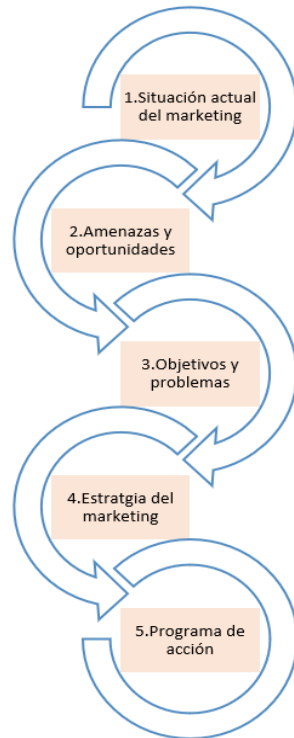 1.Situación actual
del marketing
2.Amenazas y
oportunidades
3.Objetivos y
problemas
4.Estratgia del
marketing
5.Programa de
acción